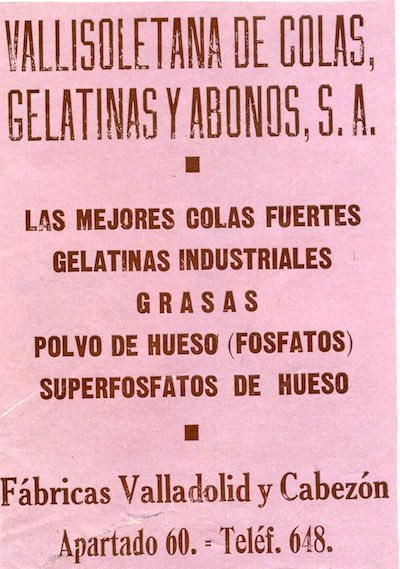 VALLISOLETANA DE COLAS,
GELATINAS Y ABONOS, S. A.
LAS MEJORES COLAS FUERTES
GELATINAS INDUSTRIALES
GRASAS
POLVO DE HUESO (FOSFATOS)
SUPERFOSFATOS DE HUESO
Fábricas Valladolid y Cabezón
Apartado 60. = Teléf. 648.